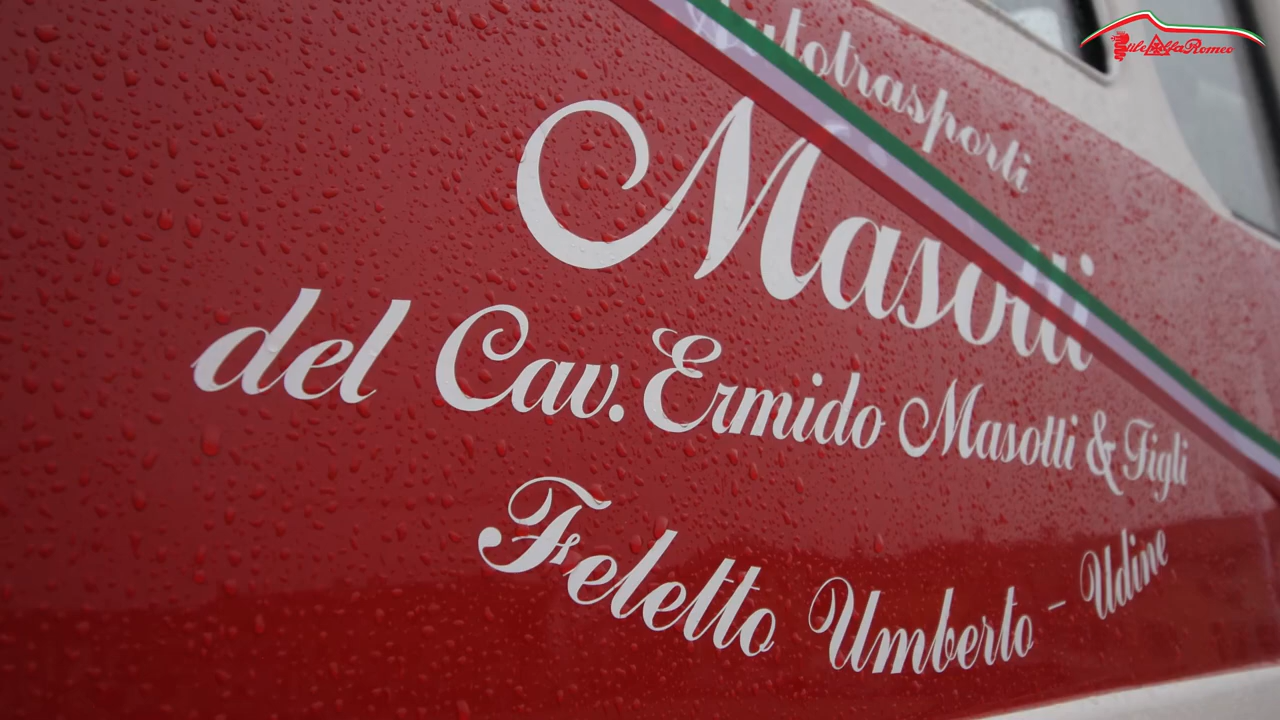 Autotrasporti
Masotti
del Cav. Ermido Masotti & Figli
Feletto Umberto - Udine